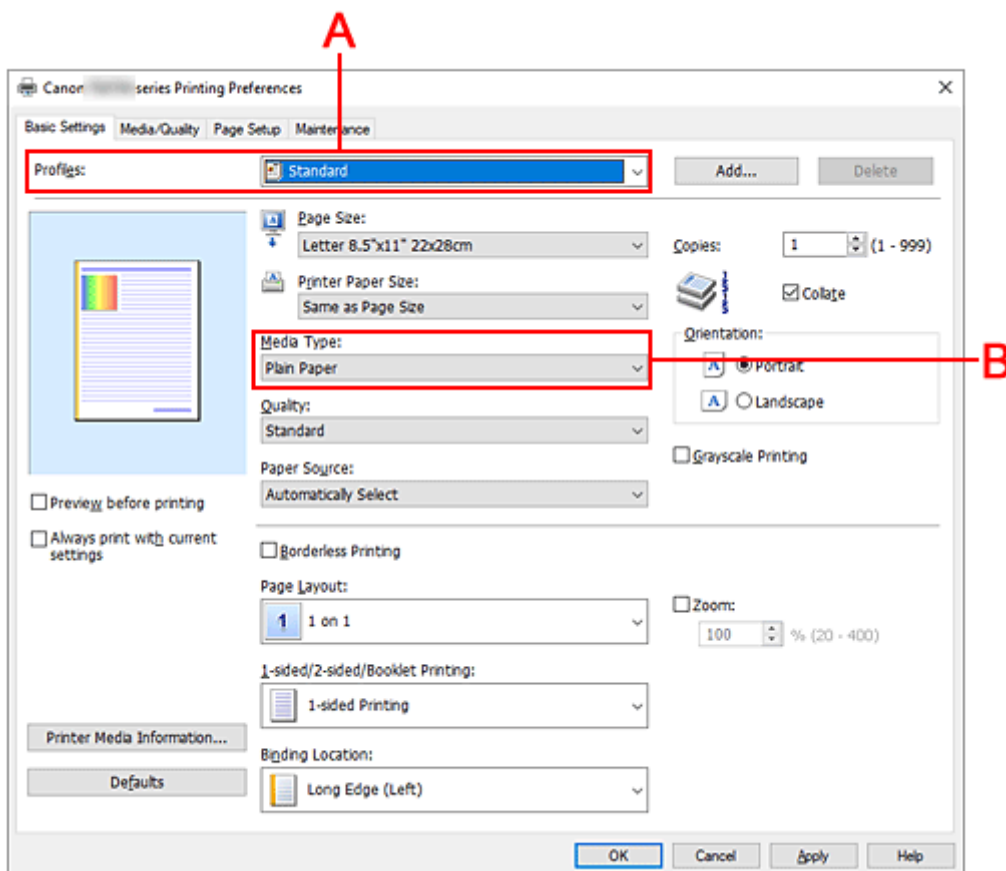 A
Canon series Printing Preferences
Basic Settings Media/Quality Page Setup Maintenance
Profiles: Standard Add... Delete
Page Size:
Letter 8.5"x11" 22x28cm
Copies: 1 (1 - 999)
Printer Paper Size:
Same as Page Size
Collate
Media Type:
Plain Paper
B
Orientation:
Portrait
Landscape
Quality:
Standard
Grayscale Printing
Paper Source:
Automatically Select
Preview before printing
Always print with current
settings
Borderless Printing
Page Layout:
1 1 on 1
Zoom:
100 % (20 - 400)
1-sided/2-sided/Booklet Printing:
1-sided Printing
Printer Media Information...
Binding Location:
Defaults
Long Edge (Left)
OK Cancel Apply Help